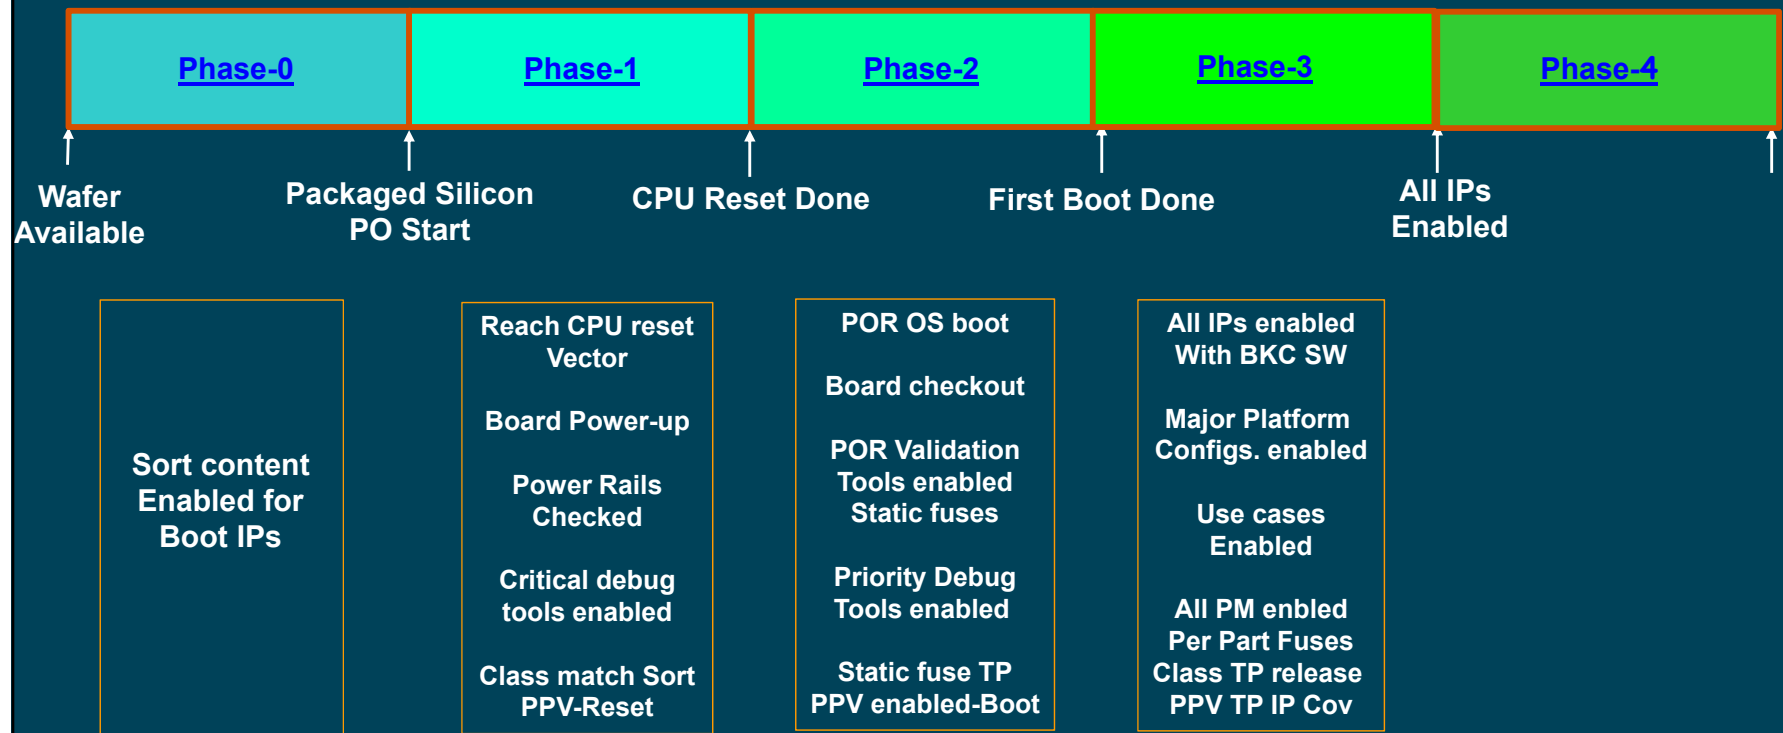 Phase-0
Phase-1
Phase-2
Phase-3
Phase-4
Wafer
Available
Packaged Silicon
PO Start
CPU Reset Done
First Boot Done
All IPs
Enabled
Sort content
Enabled for
Boot IPs
Reach CPU reset
Vector
Board Power-up
Power Rails
Checked
Critical debug
tools enabled
Class match Sort
PPV-Reset
POR OS boot
Board checkout
POR Validation
Tools enabled
Static fuses
Priority Debug
Tools enabled
Static fuse TP
PPV enabled-Boot
All IPs enabled
With BKC SW
Major Platform
Configs. enabled
Use cases
Enabled
All PM enbled
Per Part Fuses
Class TP release
PPV TP IP Cov